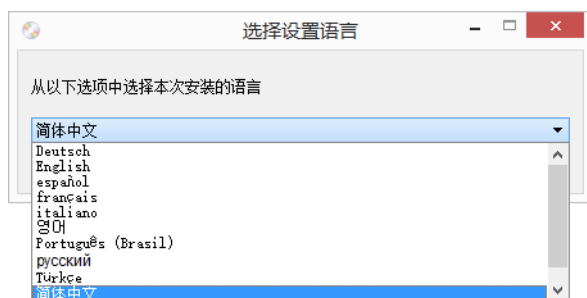 选择设置语言
从以下选项中选择本次安装的语言
简体中文
Deutsch
English
español
français
italiano
영어
Português (Brasil)
русский
Türkçe
简体中文